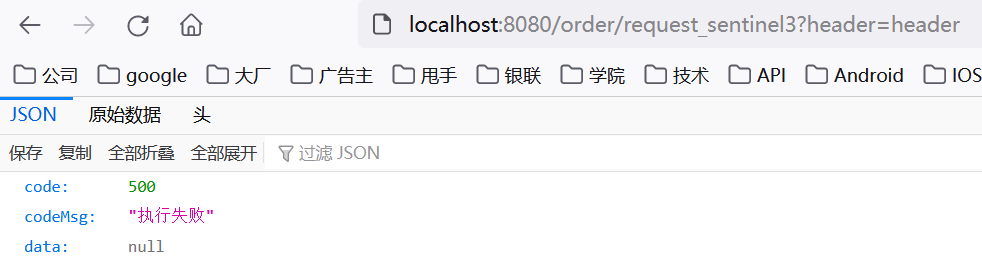 localhost:8080/order/request_sentinel3?header=header
公司 google 大厂 广告主 甩手 银联 学院 技术 API Android IOS
JSON 原始数据 头
保存 复制 全部折叠 全部展开 过滤 JSON
code: 500
codeMsg: "执行失败"
data: null